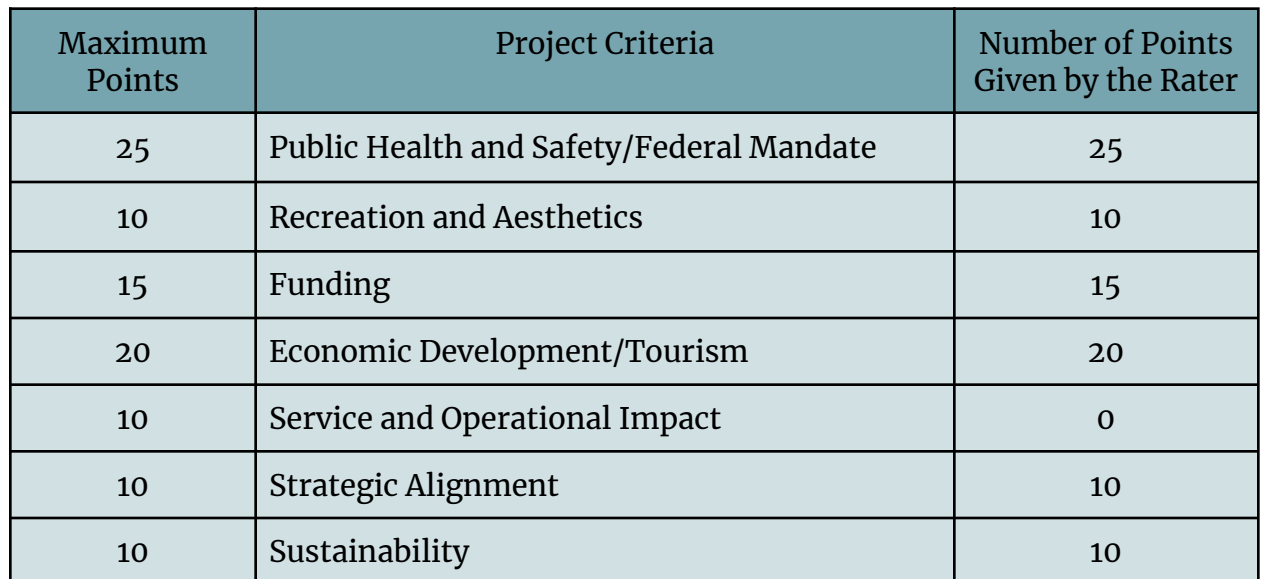 Maximum Points Project Criteria Number of Points Given by the Rater
25 Public Health and Safety/Federal Mandate 25
10 Recreation and Aesthetics 10
15 Funding 15
20 Economic Development/Tourism 20
10 Service and Operational Impact 0
10 Strategic Alignment 10
10 Sustainability 10